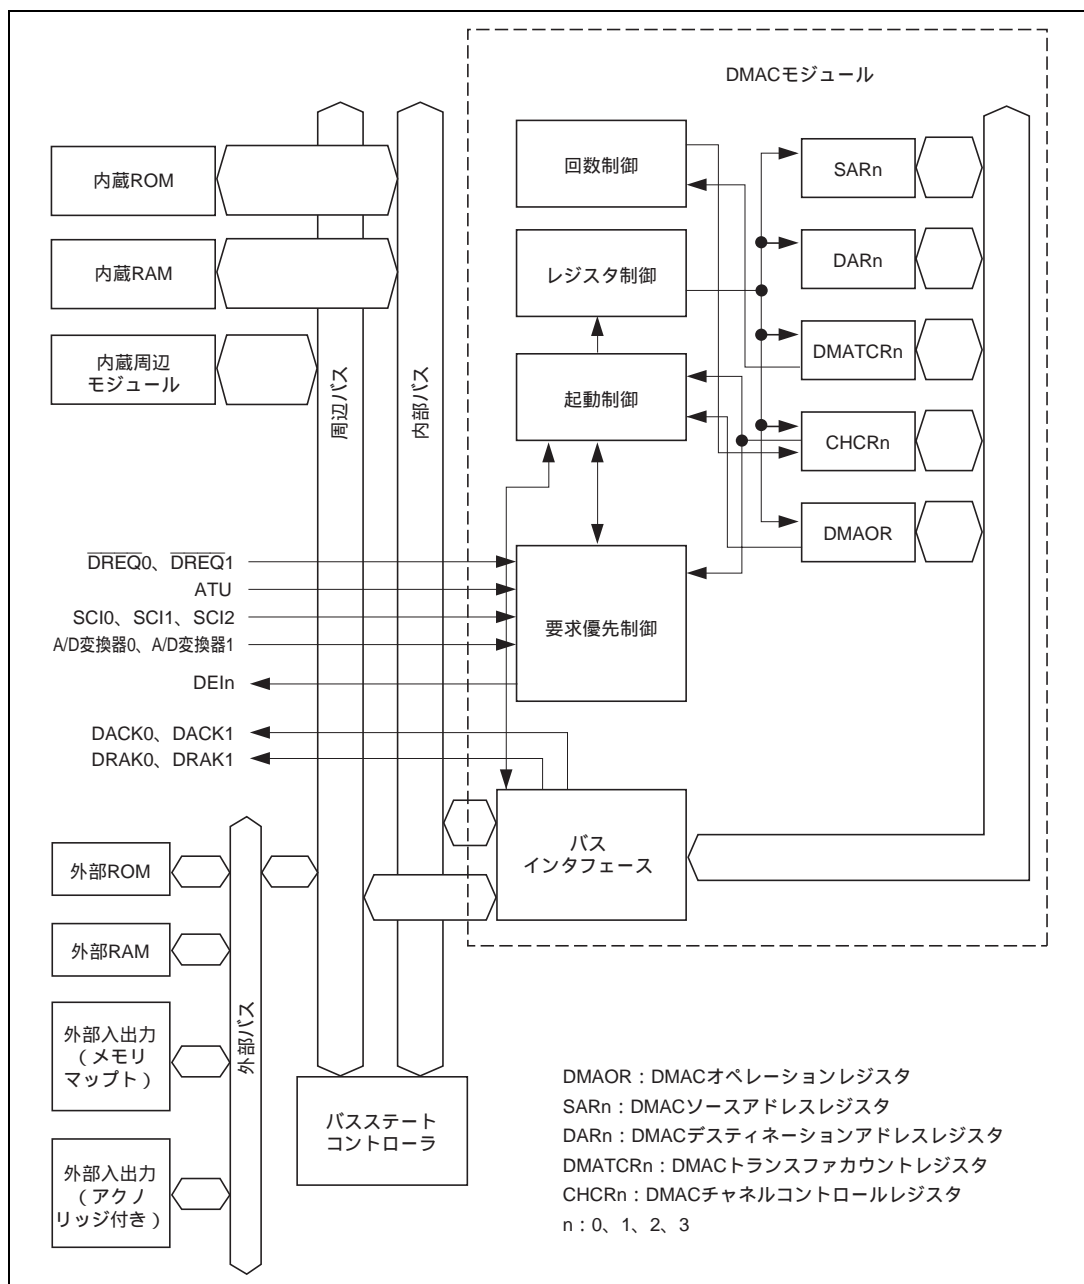 DMACモジュール
内蔵ROM
内蔵RAM
内蔵周辺
モジュール
周辺バス
内部バス
回数制御
レジスタ制御
起動制御
要求優先制御
SARn
DARn
DMATCRn
CHCRn
DMAOR
D̅R̅E̅Q̅0、D̅R̅E̅Q̅1
ATU
SCI0、SCI1、SCI2
A/D変換器0、A/D変換器1
DEIn
DACK0、DACK1
DRAK0、DRAK1
バス
インタフェース
外部ROM
外部RAM
外部入出力
(メモリ
マップト)
外部入出力
(アクノ
リッジ付き)
外部バス
バスステート
コントローラ
DMAOR:DMACオペレーションレジスタ
SARn:DMACソースアドレスレジスタ
DARn:DMACデスティネーションアドレスレジスタ
DMATCRn:DMACトランスファカウントレジスタ
CHCRn:DMACチャネルコントロールレジスタ
n:0、1、2、3